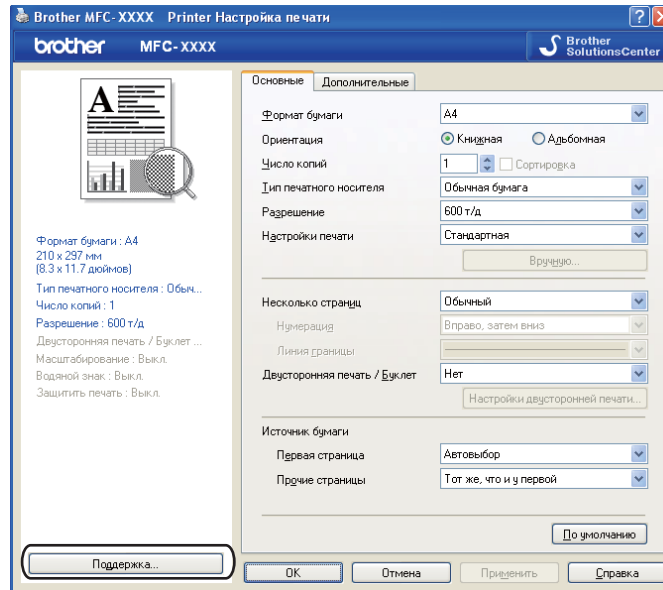 Brother MFC-XXXX Printer Настройка печати
brother MFC-XXXX
Brother
SolutionsCenter
A
Формат бумаги : A4
210 x 297 мм
(8.3 x 11.7 дюймов)
Тип печатного носителя : Обыч...
Число копий : 1
Разрешение : 600 т/д
Двусторонняя печать / Буклет ...
Масштабирование : Выкл.
Водяной знак : Выкл.
Защитить печать : Выкл.
Поддержка...
Основные Дополнительные
Формат бумаги A4
Ориентация Книжная Альбомная
Число копий 1 Сортировка
Тип печатного носителя Обычная бумага
Разрешение 600 т/д
Настройки печати Стандартная
Вручную...
Несколько страниц Обычный
Нумерация Вправо, затем вниз
Линия границы
Двусторонняя печать / Буклет Нет
Настройки двусторонней печати...
Источник бумаги
Первая страница Автовыбор
Прочие страницы Тот же, что и у первой
По умолчанию
OK Отмена Применить Справка